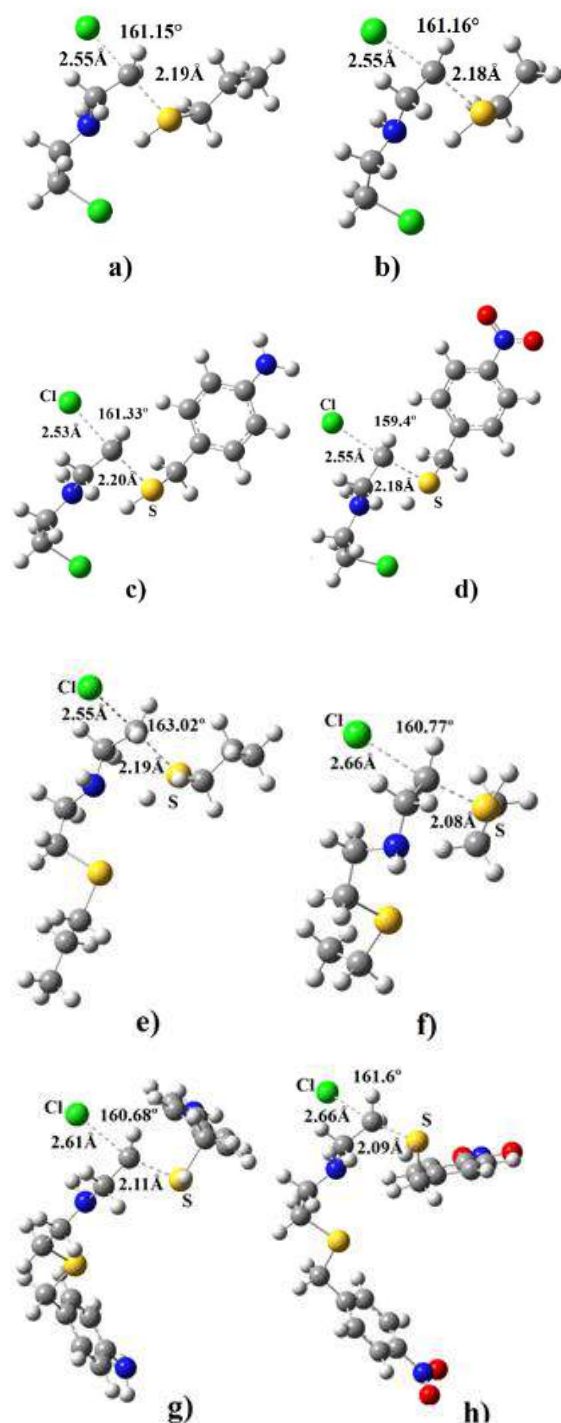 161.15°
2.55Å
2.19Å
a)
161.16°
2.55Å
2.18Å
b)
Cl
161.33°
2.53Å
2.20Å
S
c)
Cl
159.4°
2.55Å
2.18Å
S
d)
Cl
2.55Å
163.02°
2.19Å
S
e)
Cl
160.77°
2.66Å
2.08Å
S
f)
Cl
160.68°
2.61Å
2.11Å
S
g)
Cl
161.6°
S
2.66Å
2.09Å
h)